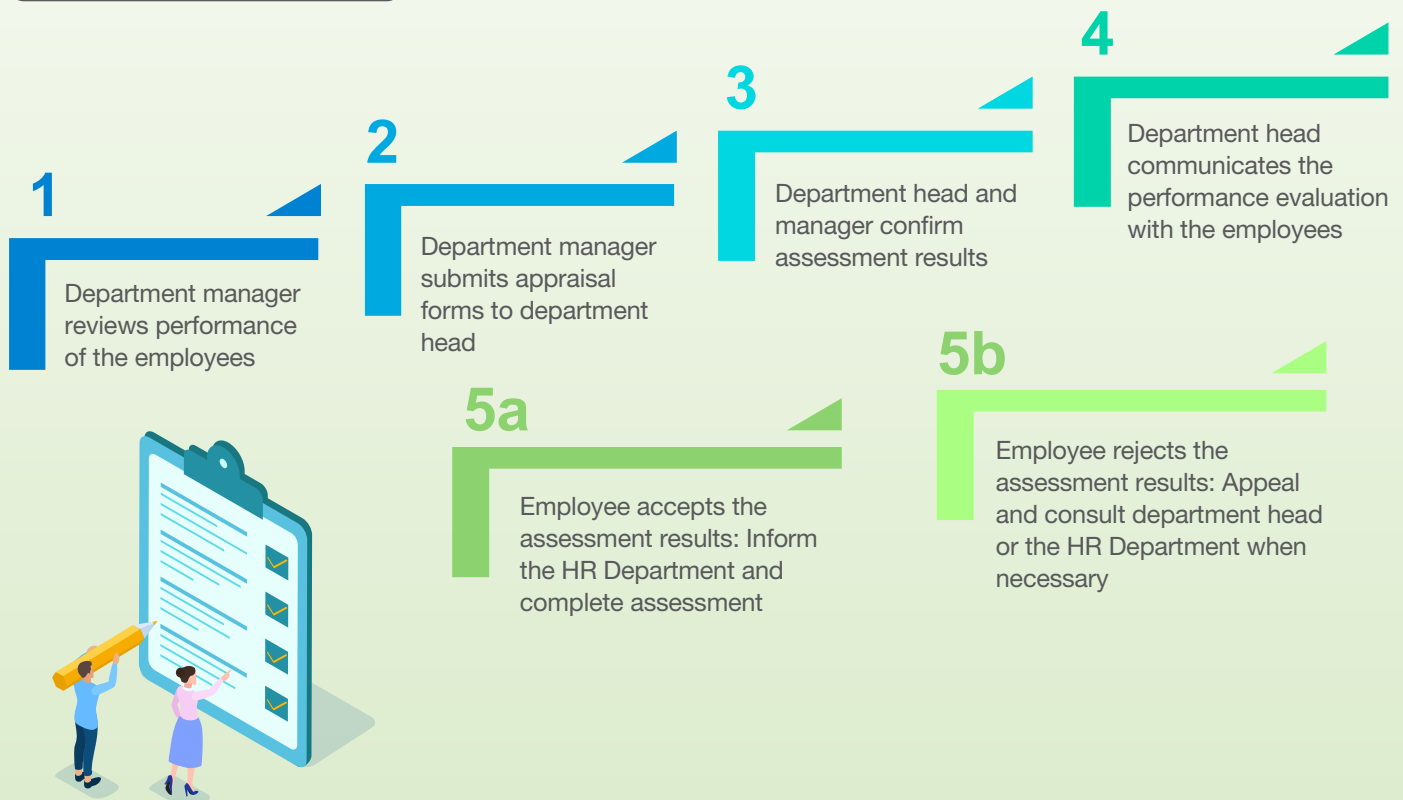 1
Department manager
reviews performance
of the employees
2
Department manager
submits appraisal
forms to department
head
3
Department head and
manager confirm
assessment results
4
Department head
communicates the
performance evaluation
with the employees
5a
Employee accepts the
assessment results: Inform
the HR Department and
complete assessment
5b
Employee rejects the
assessment results: Appeal
and consult department head
or the HR Department when
necessary